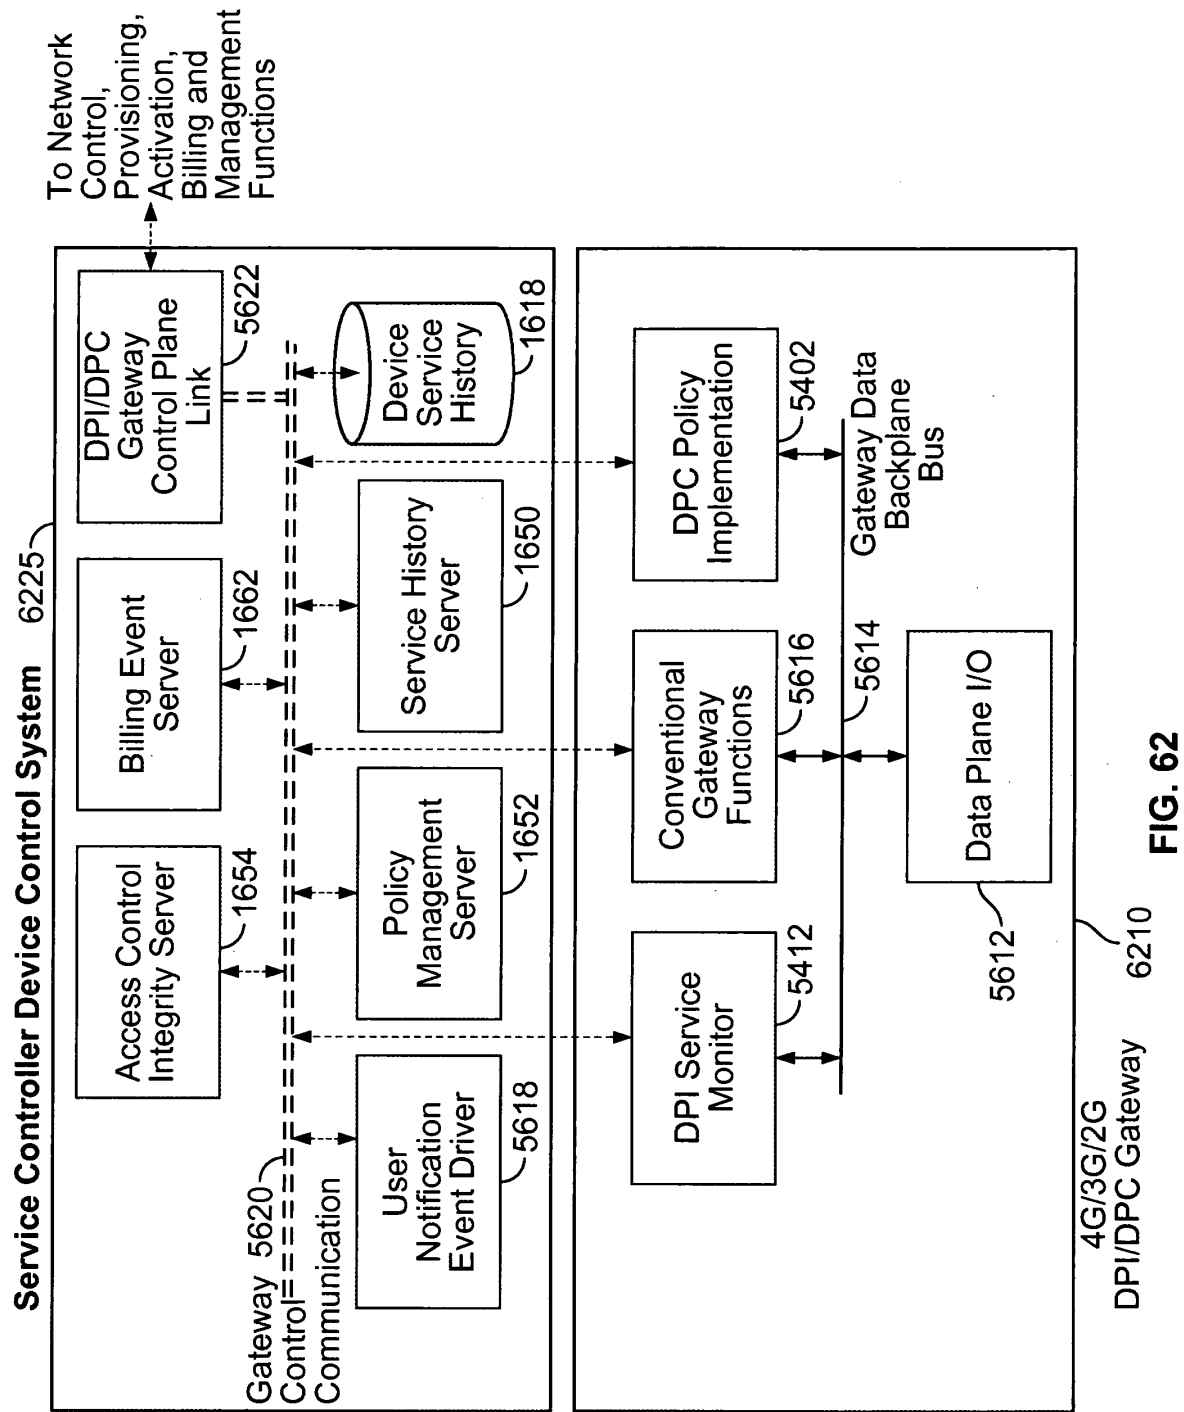 Service Controller Device Control System 6225
To Network
Control,
Provisioning,
Activation,
Billing and
Management
Functions
Access Control
Integrity Server
1654
Billing Event
Server
1662
DPI/DPC
Gateway
Control Plane
Link
5622
Gateway 5620
Control
Communication
User
Notification
Event Driver
5618
Policy
Management
Server
1652
Service History
Server
1650
Device
Service
History
1618
DPI Service
Monitor
5412
Conventional
Gateway
Functions
5616
DPC Policy
Implementation
5402
5614
Gateway Data
Backplane
Bus
Data Plane I/O
5612
4G/3G/2G
DPI/DPC Gateway
6210
FIG. 62